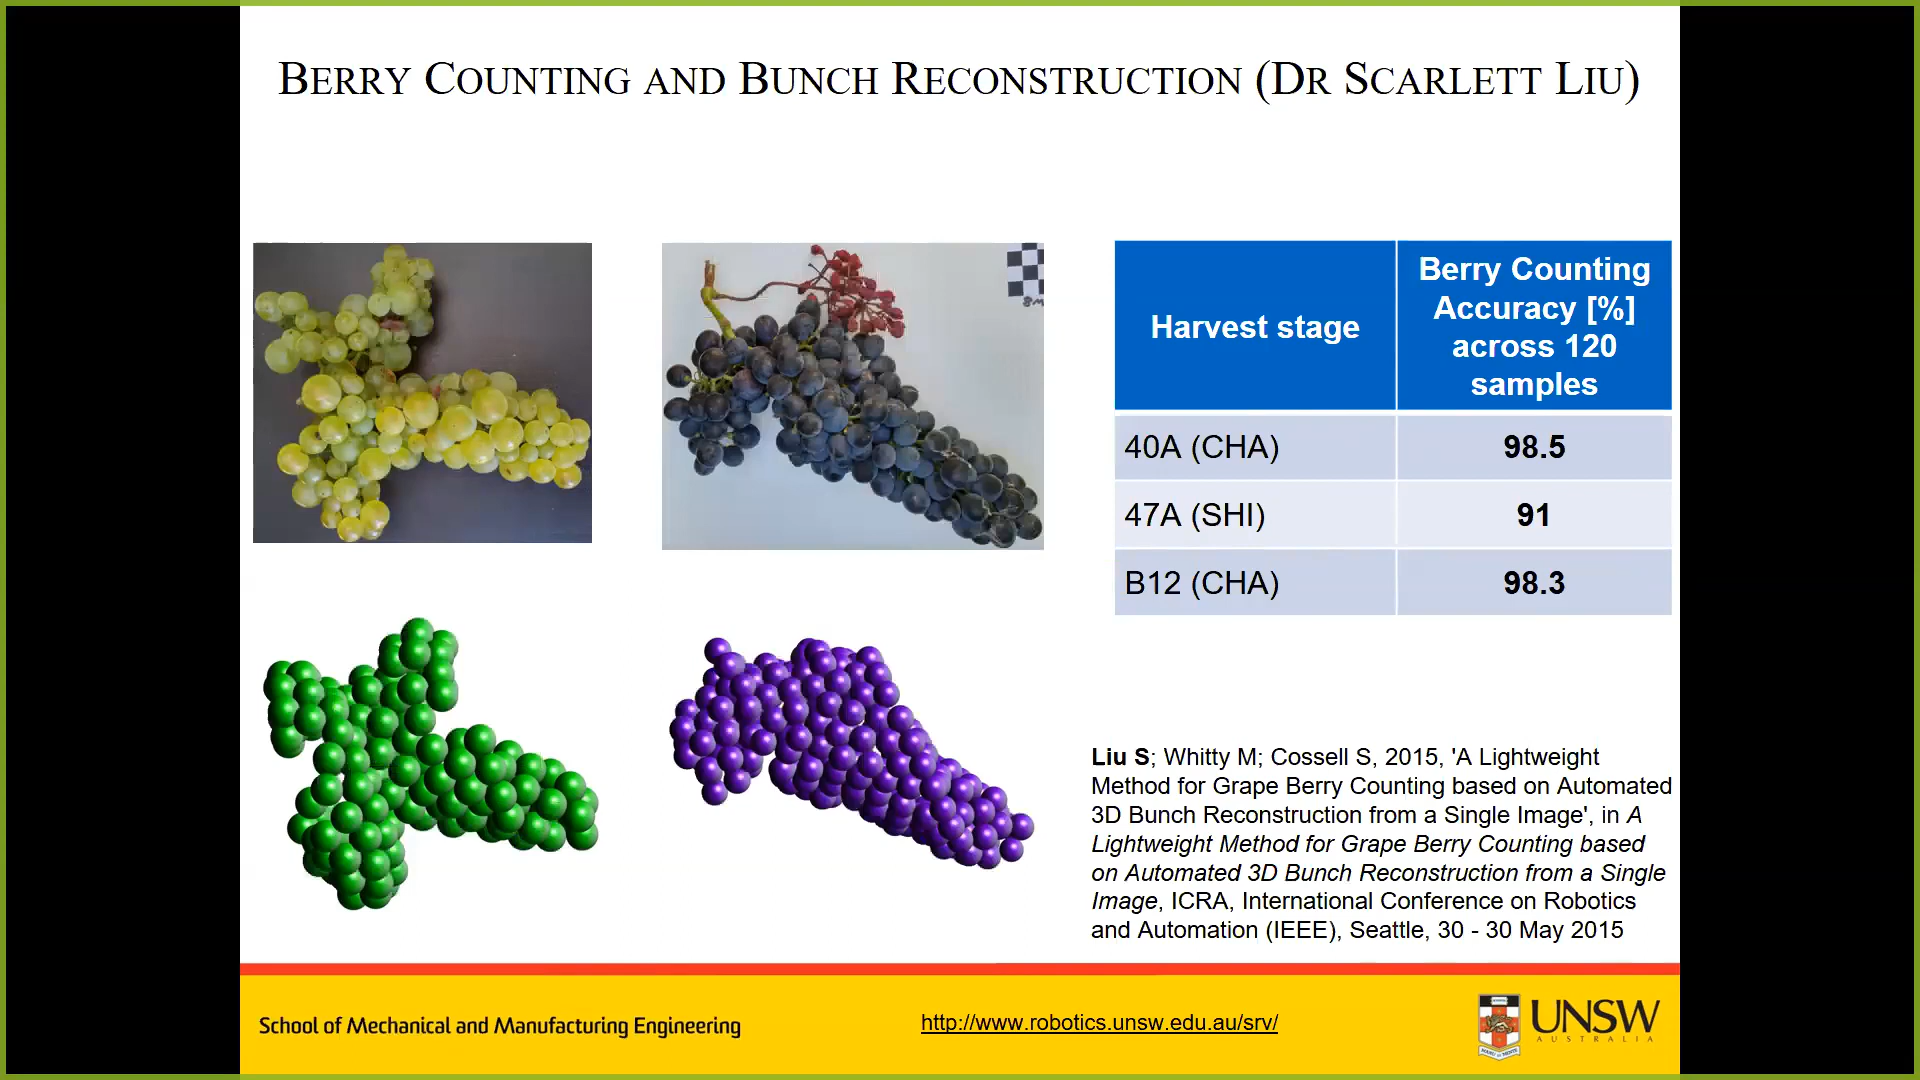 BERRY COUNTING AND BUNCH RECONSTRUCTION (DR SCARLETT LIU)
Harvest stage
Berry Counting
Accuracy [%]
across 120
samples
40A (CHA)
98.5
47A (SHI)
91
B12 (CHA)
98.3
Liu S; Whitty M; Cossell S, 2015, 'A Lightweight
Method for Grape Berry Counting based on Automated
3D Bunch Reconstruction from a Single Image', in A
Lightweight Method for Grape Berry Counting based
on Automated 3D Bunch Reconstruction from a Single
Image, ICRA, International Conference on Robotics
and Automation (IEEE), Seattle, 30 - 30 May 2015
School of Mechanical and Manufacturing Engineering
http://www.robotics.unsw.edu.au/srv/
UNSW
AUSTRALIA